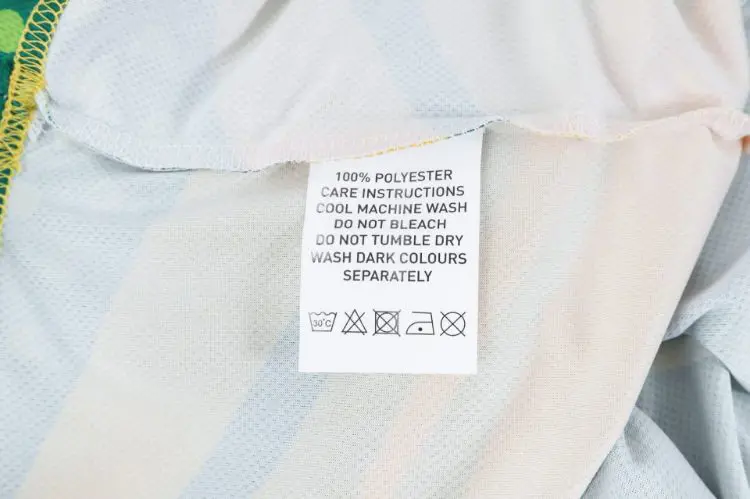 100% POLYESTER
CARE INSTRUCTIONS
COOL MACHINE WASH
DO NOT BLEACH
DO NOT TUMBLE DRY
WASH DARK COLOURS
SEPARATELY
30°C